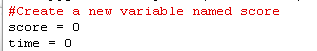 #Create a new variable named score
score = 0
time = 0